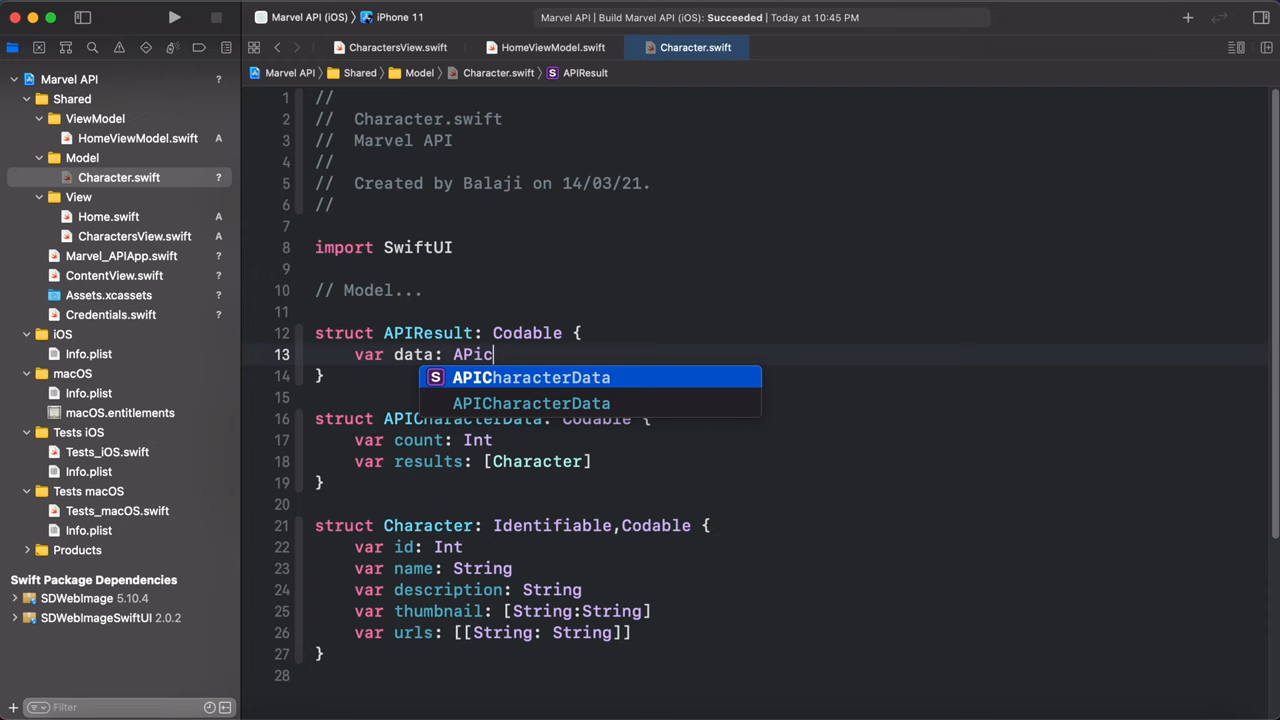 Marvel API (iOS) 〉 iPhone 11
Marvel API | Build Marvel API (iOS): Succeeded | Today at 10:45 PM
CharactersView.swift
HomeViewModel.swift
Character.swift
Marvel API 〉 Shared 〉 Model 〉 Character.swift 〉 S APIResult
Marvel API ?
Shared
ViewModel
HomeViewModel.swift A
Model
Character.swift ?
View
Home.swift A
CharactersView.swift A
Marvel_APIApp.swift ?
ContentView.swift ?
Assets.xcassets ?
Credentials.swift ?
iOS
Info.plist
macOS
Info.plist
macOS.entitlements
Tests iOS
Tests_iOS.swift
Info.plist
Tests macOS
Tests_macOS.swift
Info.plist
Products
Swift Package Dependencies
SDWebImage 5.10.4
SDWebImageSwiftUI 2.0.2
Filter
1 //
2 // Character.swift
3 // Marvel API
4 //
5 // Created by Balaji on 14/03/21.
6 //
7
8 import SwiftUI
9
10 // Model...
11
12 struct APIResult: Codable {
13 var data: APic
14 }
S APICharacterData
APICharacterData
15
16 struct APICharacterData: Codable {
17 var count: Int
18 var results: [Character]
19 }
20
21 struct Character: Identifiable,Codable {
22 var id: Int
23 var name: String
24 var description: String
25 var thumbnail: [String:String]
26 var urls: [[String: String]]
27 }
28